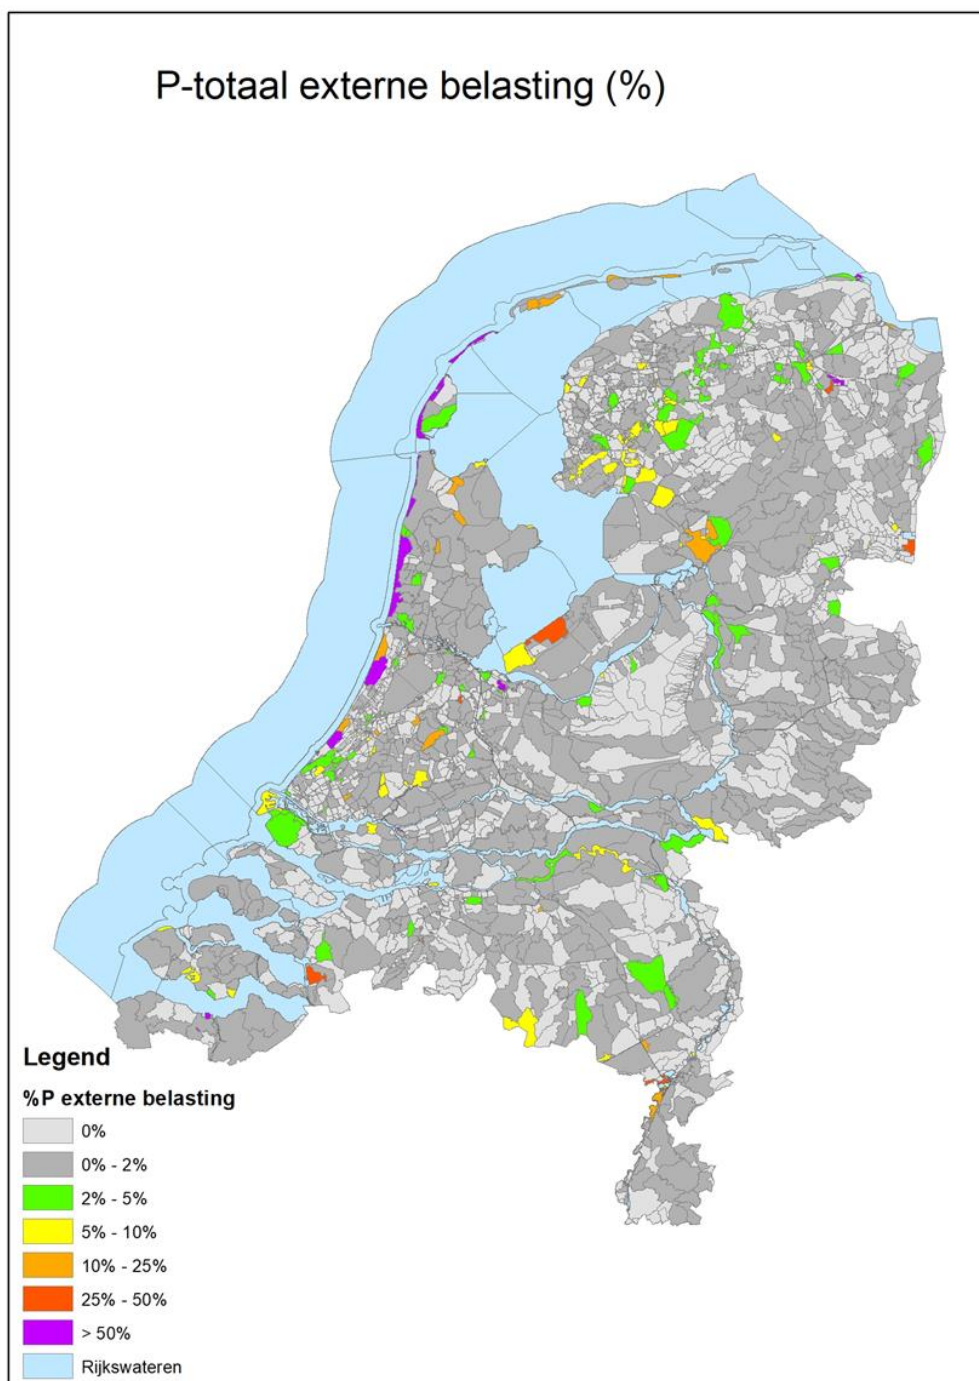 P-totaal externe belasting (%)
Legend
%P externe belasting
0%
0% - 2%
2% - 5%
5% - 10%
10% - 25%
25% - 50%
> 50%
Rijkswateren